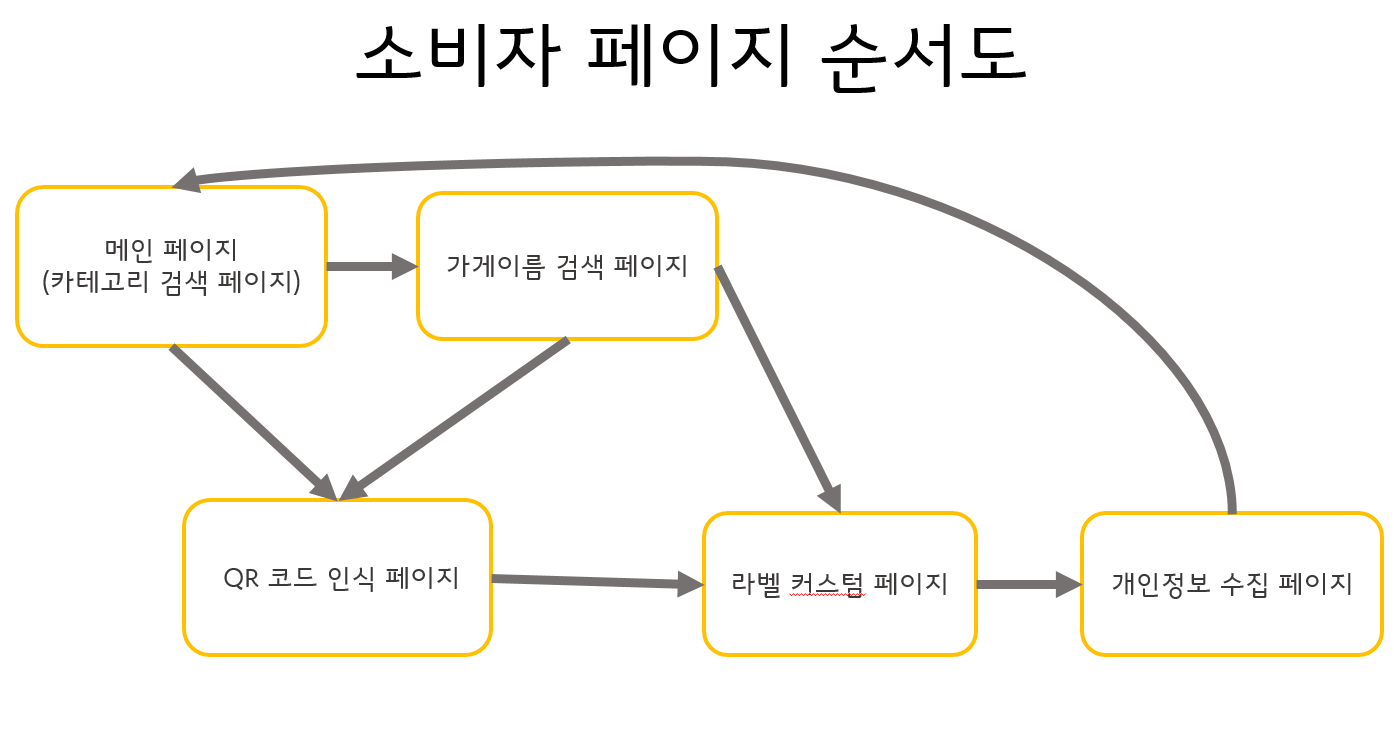 소비자 페이지 순서도
메인 페이지
(카테고리 검색 페이지)
가게이름 검색 페이지
QR 코드 인식 페이지
라벨 커스텀 페이지
개인정보 수집 페이지